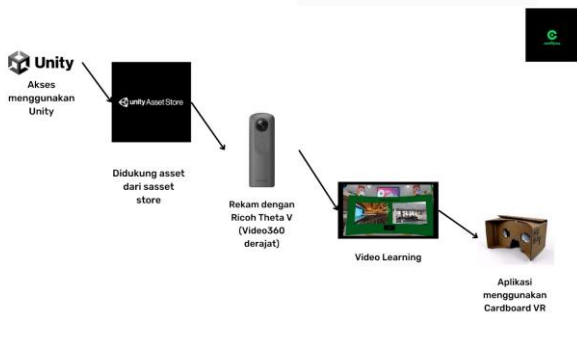 Unity
Akses
menggunakan
Unity
unity Asset Store
Didukung asset
dari sasset
store
Rekam dengan
Ricoh Theta V
(Video360
derajat)
Video Learning
Aplikasi
menggunakan
Cardboard VR